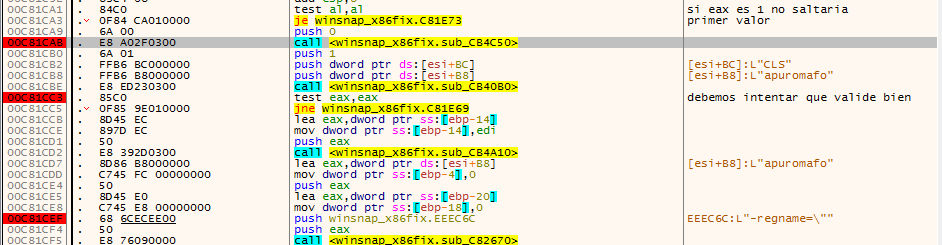 00C81CA1 . 84C0 test al,al si eax es 1 no saltaria
00C81CA3 .⌄ 0F84 CA010000 je winsnap_x86fix.C81E73 primer valor
00C81CA9 . 6A 00 push 0
00C81CAB . E8 A02F0300 call <winsnap_x86fix.sub_CB4C50>
00C81CB0 . 6A 01 push 1
00C81CB2 . FFB6 BC000000 push dword ptr ds:[esi+BC] [esi+BC]:L"CLS"
00C81CB8 . FFB6 B8000000 push dword ptr ds:[esi+B8] [esi+B8]:L"apuromafo"
00C81CBE . E8 ED230300 call <winsnap_x86fix.sub_CB40B0>
00C81CC3 . 85C0 test eax,eax debemos intentar que valide bien
00C81CC5 .⌄ 0F85 9E010000 jne winsnap_x86fix.C81E69
00C81CCB . 8D45 EC lea eax,dword ptr ss:[ebp-14]
00C81CCE . 897D EC mov dword ptr ss:[ebp-14],edi
00C81CD1 . 50 push eax
00C81CD2 . E8 392D0300 call <winsnap_x86fix.sub_CB4A10>
00C81CD7 . 8D86 B8000000 lea eax,dword ptr ds:[esi+B8] [esi+B8]:L"apuromafo"
00C81CDD . C745 FC 00000000 mov dword ptr ss:[ebp-4],0
00C81CE4 . 50 push eax
00C81CE5 . 8D45 E0 lea eax,dword ptr ss:[ebp-20]
00C81CE8 . C745 E8 00000000 mov dword ptr ss:[ebp-18],0
00C81CEF . 68 6CECEE00 push winsnap_x86fix.EEEC6C EEEC6C:L"-regname=\""
00C81CF4 . 50 push eax
00C81CF5 . E8 76090000 call <winsnap_x86fix.sub_C82670>